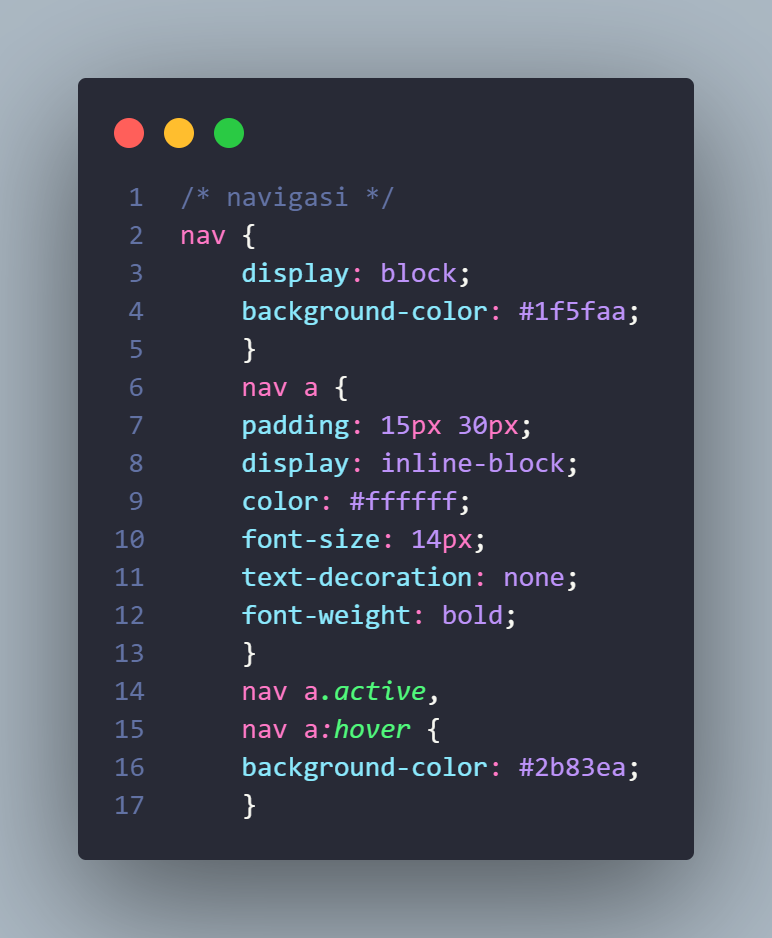 1 /* navigasi */
2 nav {
3     display: block;
4     background-color: #1f5faa;
5     }
6     nav a {
7     padding: 15px 30px;
8     display: inline-block;
9     color: #ffffff;
10     font-size: 14px;
11     text-decoration: none;
12     font-weight: bold;
13     }
14     nav a.active,
15     nav a:hover {
16     background-color: #2b83ea;
17     }